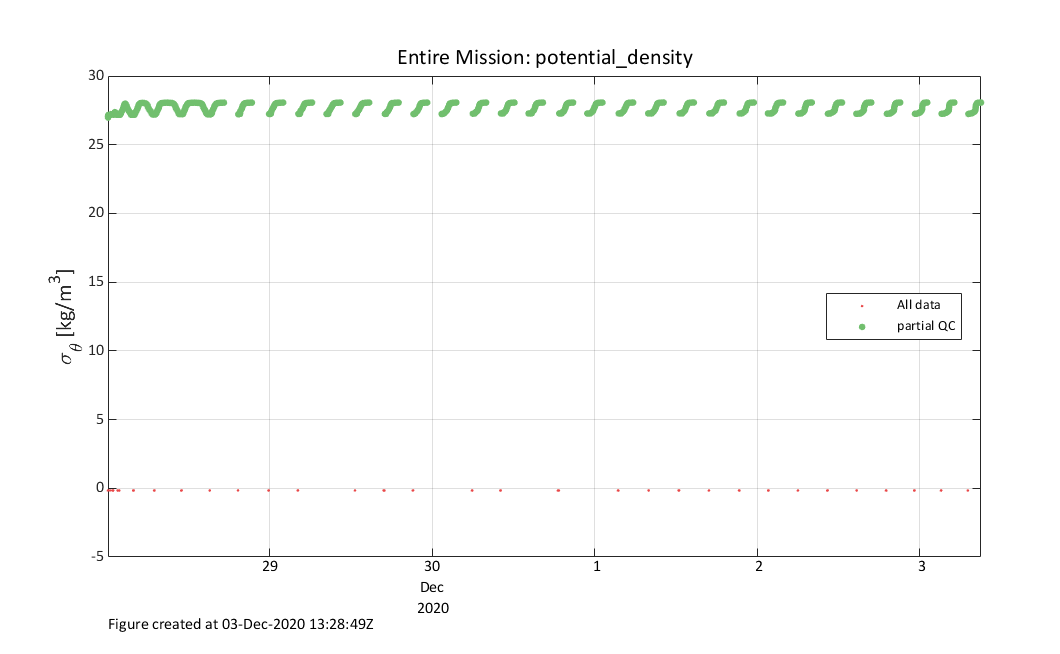 Entire Mission: potential_density
30
25
20
15
10
5
0
-5
σθ [kg/m3]
All data
partial QC
29
30
1
2
3
Dec
2020
Figure created at 03-Dec-2020 13:28:49Z